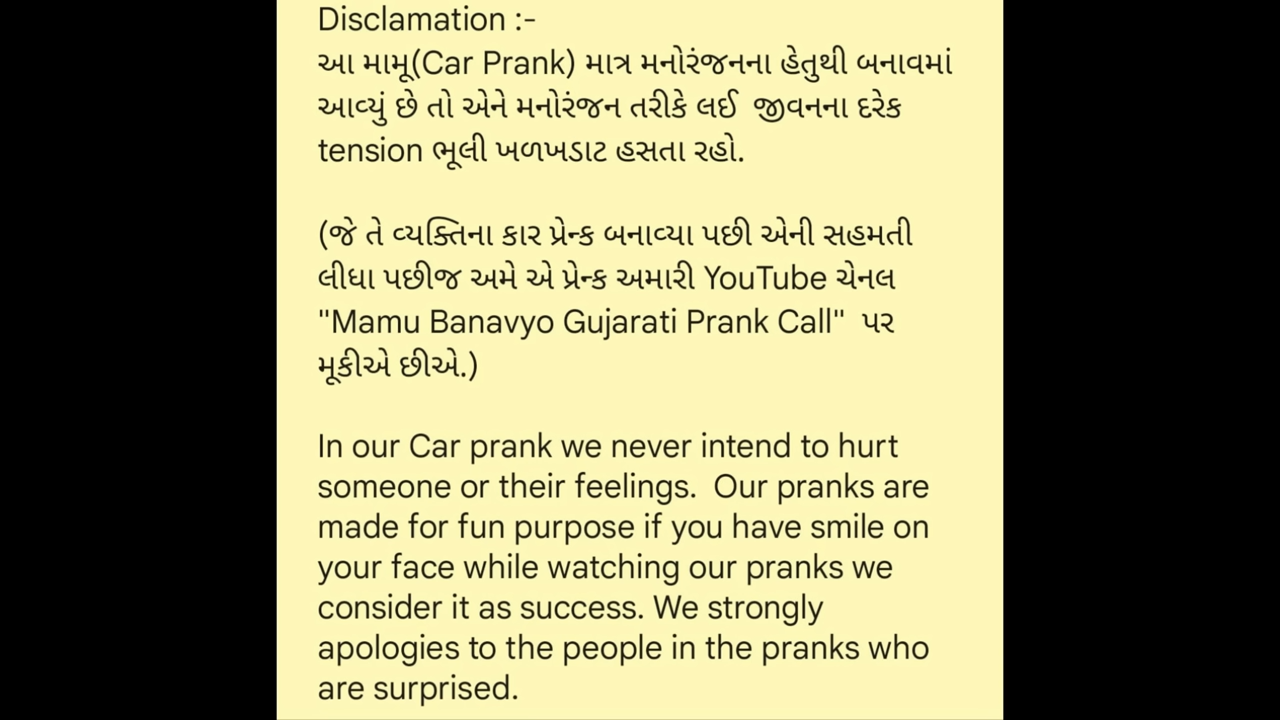 Disclamation :-
આ મામૂ(Car Prank) માત્ર મનોરંજનના હેતુથી બનાવમાં
આવ્યું છે તો એને મનોરંજન તરીકે લઈ જીવનના દરેક
tension ભૂલી ખળખડાટ હસતા રહો.
(જે તે વ્યક્તિના કાર પ્રેન્ક બનાવ્યા પછી એની સહમતી
લીધા પછીજ અમે એ પ્રેન્ક અમારી YouTube ચેનલ
"Mamu Banavyo Gujarati Prank Call" પર
મૂકીએ છીએ.)
In our Car prank we never intend to hurt
someone or their feelings. Our pranks are
made for fun purpose if you have smile on
your face while watching our pranks we
consider it as success. We strongly
apologies to the people in the pranks who
are surprised.